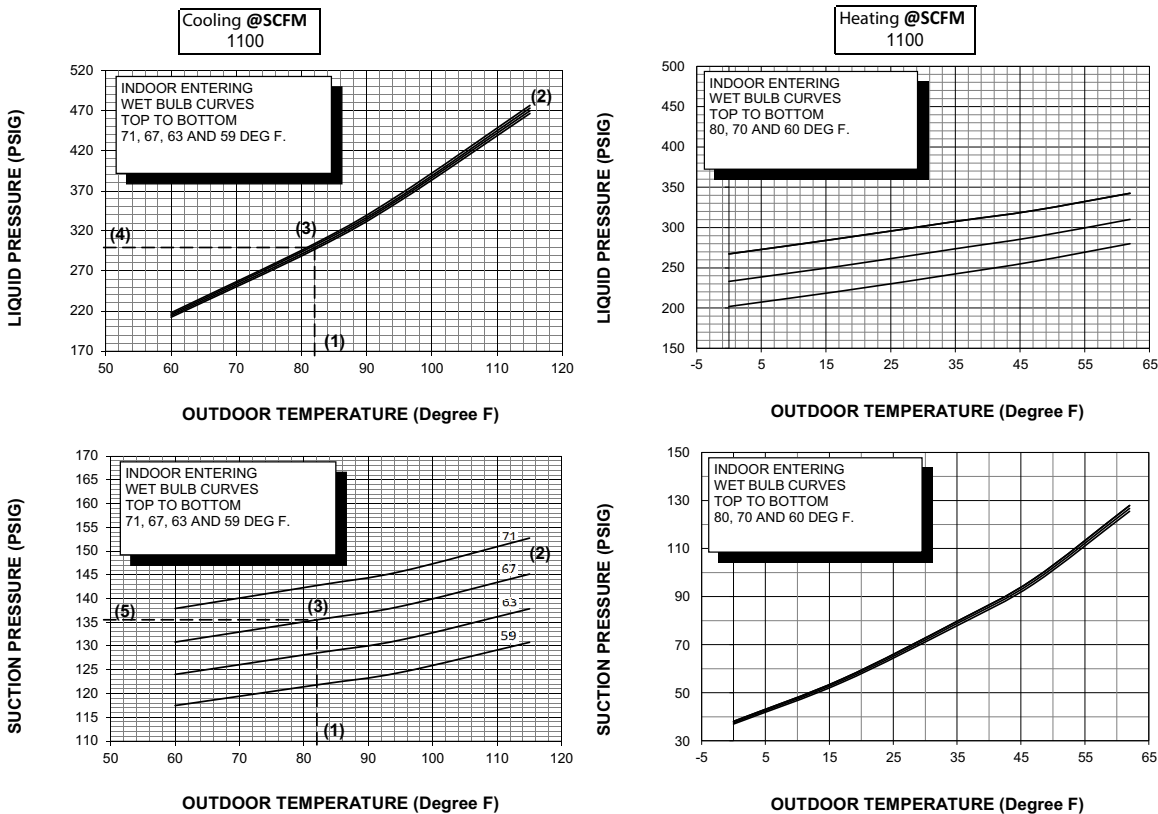 Cooling @SCFM
1100
INDOOR ENTERING
WET BULB CURVES
TOP TO BOTTOM
71, 67, 63 AND 59 DEG F.
LIQUID PRESSURE (PSIG)
520
470
420
370
320
270
220
170
(2)
(3)
(4)
(1)
50 60 70 80 90 100 110 120
OUTDOOR TEMPERATURE (Degree F)
Heating @SCFM
1100
INDOOR ENTERING
WET BULB CURVES
TOP TO BOTTOM
80, 70 AND 60 DEG F.
LIQUID PRESSURE (PSIG)
500
450
400
350
300
250
200
150
-5 5 15 25 35 45 55 65
OUTDOOR TEMPERATURE (Degree F)
INDOOR ENTERING
WET BULB CURVES
TOP TO BOTTOM
71, 67, 63 AND 59 DEG F.
SUCTION PRESSURE (PSIG)
170
165
160
155
150
145
140
135
130
125
120
115
110
71
(2)
67
63
59
(5)
(3)
(1)
50 60 70 80 90 100 110 120
OUTDOOR TEMPERATURE (Degree F)
INDOOR ENTERING
WET BULB CURVES
TOP TO BOTTOM
80, 70 AND 60 DEG F.
SUCTION PRESSURE (PSIG)
150
130
110
90
70
50
30
-5 5 15 25 35 45 55 65
OUTDOOR TEMPERATURE (Degree F)